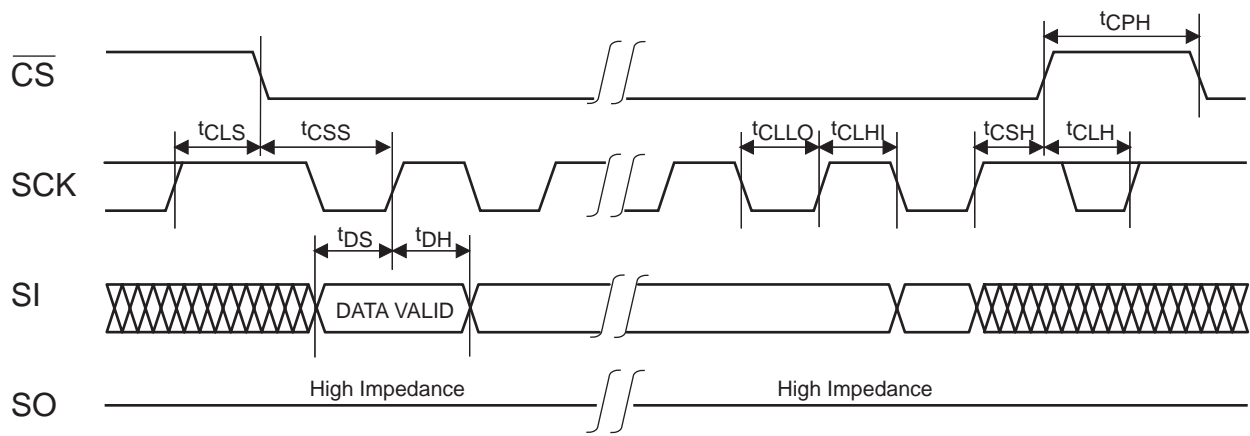 tCPH
CS
tCLS tCSS tCLLO tCLHI tCSH tCLH
SCK
tDS tDH
SI
DATA VALID
High Impedance High Impedance
SO